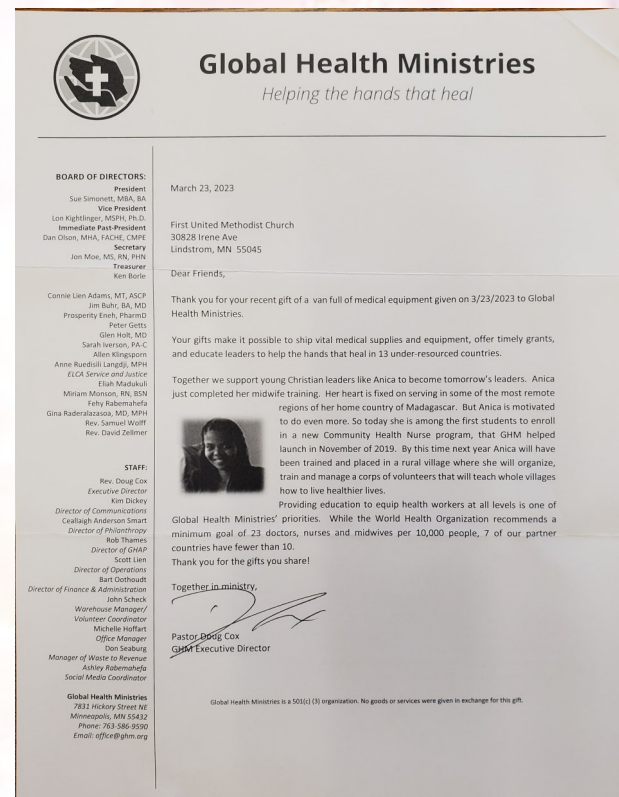 Global Health Ministries
Helping the hands that heal
BOARD OF DIRECTORS:
President
Sue Simonett, MBA, BA
Vice President
Lon Kightlinger, MSPH, Ph.D.
Immediate Past-President
Dan Olson, MHA, FACHE, CMPE
Secretary
Jon Moe, MS, RN, PHN
Treasurer
Ken Borle
Connie Lien Adams, MT, ASCP
Jim Buhr, BA, MD
Prosperity Eneh, PharmD
Peter Getts
Glen Holt, MD
Sarah Iverson, PA-C
Allen Klingsporn
Anne Ruedisili Langdji, MPH
ELCA Service and Justice
Eliah Madukuli
Miriam Monson, RN, BSN
Fehy Rabemahefa
Gina Raderalazasoa, MD, MPH
Rev. Samuel Wolff
Rev. David Zellmer
STAFF:
Rev. Doug Cox
Executive Director
Kim Dickey
Director of Communications
Ceallaigh Anderson Smart
Director of Philanthropy
Rob Thames
Director of GHAP
Scott Lien
Director of Operations
Bart Oothoudt
Director of Finance & Administration
John Scheck
Warehouse Manager/
Volunteer Coordinator
Michelle Hoffart
Office Manager
Don Seaburg
Manager of Waste to Revenue
Ashley Rabemahefa
Social Media Coordinator
Global Health Ministries
7831 Hickory Street NE
Minneapolis, MN 55432
Phone: 763-586-9590
Email: office@ghm.org
March 23, 2023
First United Methodist Church
30828 Irene Ave
Lindstrom, MN 55045
Dear Friends,
Thank you for your recent gift of a van full of medical equipment given on 3/23/2023 to Global
Health Ministries.
Your gifts make it possible to ship vital medical supplies and equipment, offer timely grants,
and educate leaders to help the hands that heal in 13 under-resourced countries.
Together we support young Christian leaders like Anica to become tomorrow's leaders. Anica
just completed her midwife training. Her heart is fixed on serving in some of the most remote
regions of her home country of Madagascar. But Anica is motivated
to do even more. So today she is among the first students to enroll
in a new Community Health Nurse program, that GHM helped
launch in November of 2019. By this time next year Anica will have
been trained and placed in a rural village where she will organize,
train and manage a corps of volunteers that will teach whole villages
how to live healthier lives.
Providing education to equip health workers at all levels is one of
Global Health Ministries' priorities. While the World Health Organization recommends a
minimum goal of 23 doctors, nurses and midwives per 10,000 people, 7 of our partner
countries have fewer than 10.
Thank you for the gifts you share!
Together in ministry,
Pastor Doug Cox
GHM Executive Director
Global Health Ministries is a 501(c) (3) organization. No goods or services were given in exchange for this gift.